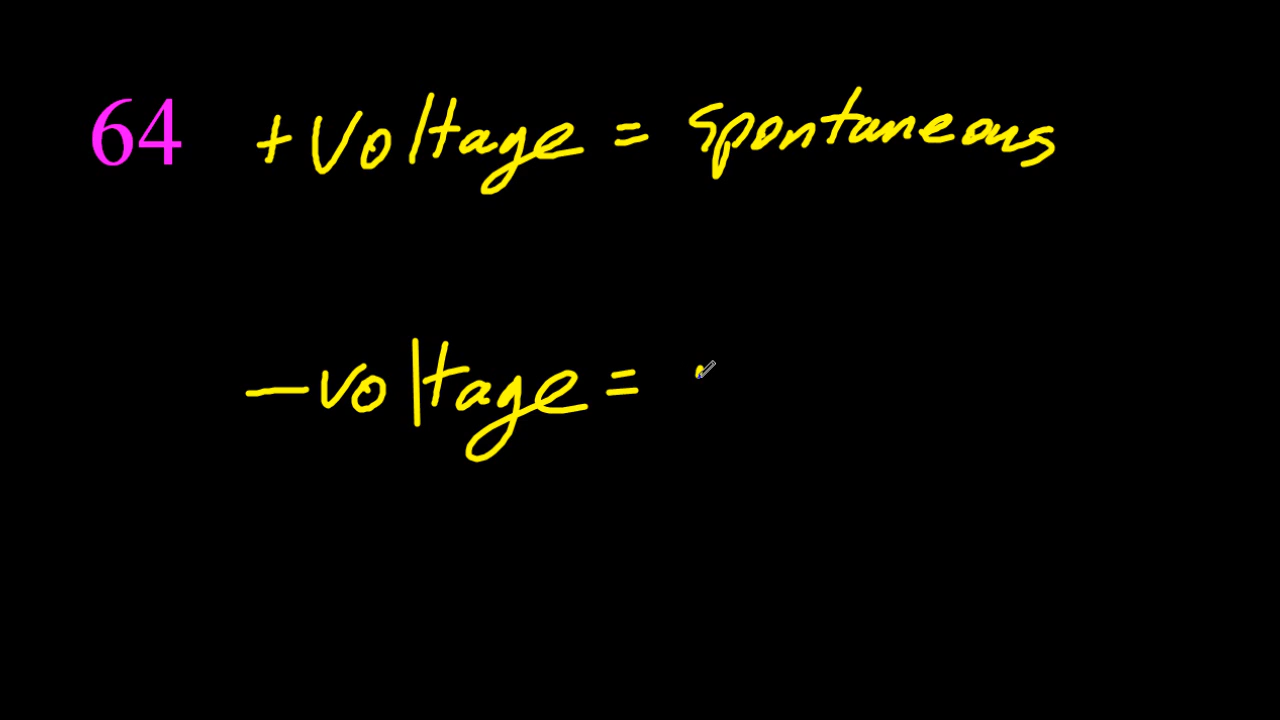 64 +Voltage = spontaneous
-voltage =